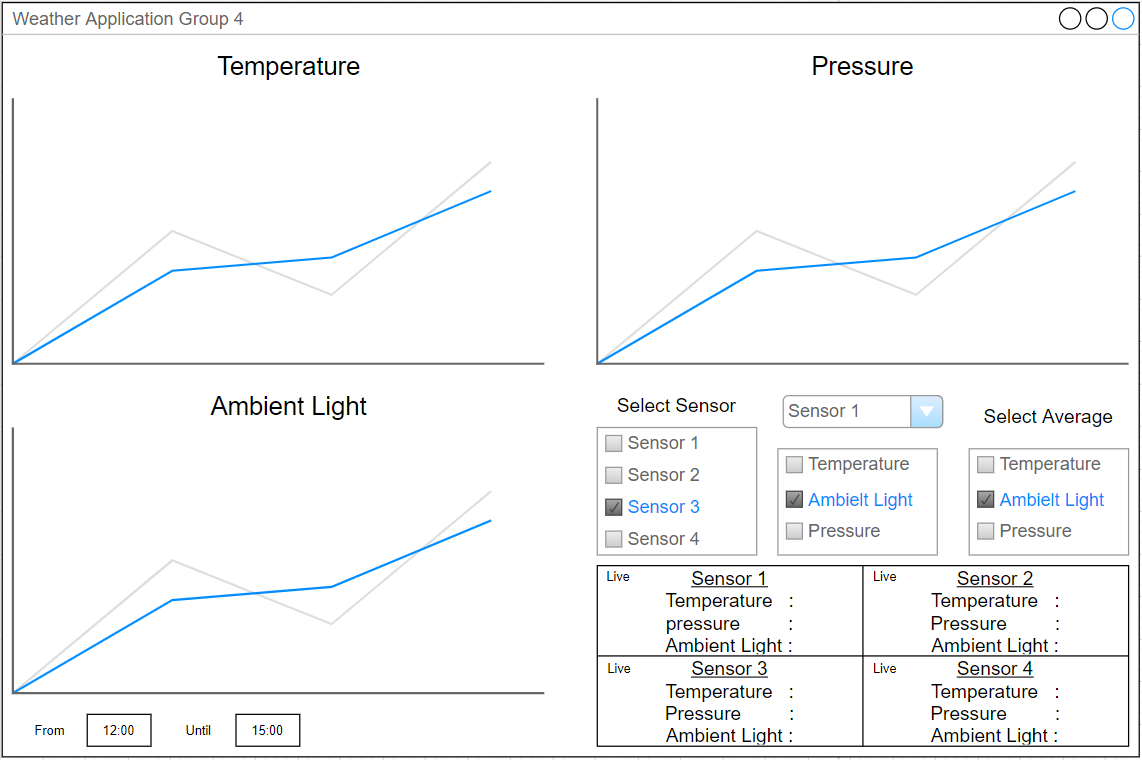 Weather Application Group 4
Temperature
Pressure
Ambient Light
From 12:00 Until 15:00
Select Sensor
Sensor 1
Sensor 2
Sensor 3
Sensor 4
Sensor 1
Temperature
Ambielt Light
Pressure
Select Average
Temperature
Ambielt Light
Pressure
Live Sensor 1
Temperature :
pressure :
Ambient Light :
Live Sensor 2
Temperature :
Pressure :
Ambient Light :
Live Sensor 3
Temperature :
Pressure :
Ambient Light :
Live Sensor 4
Temperature :
Pressure :
Ambient Light :